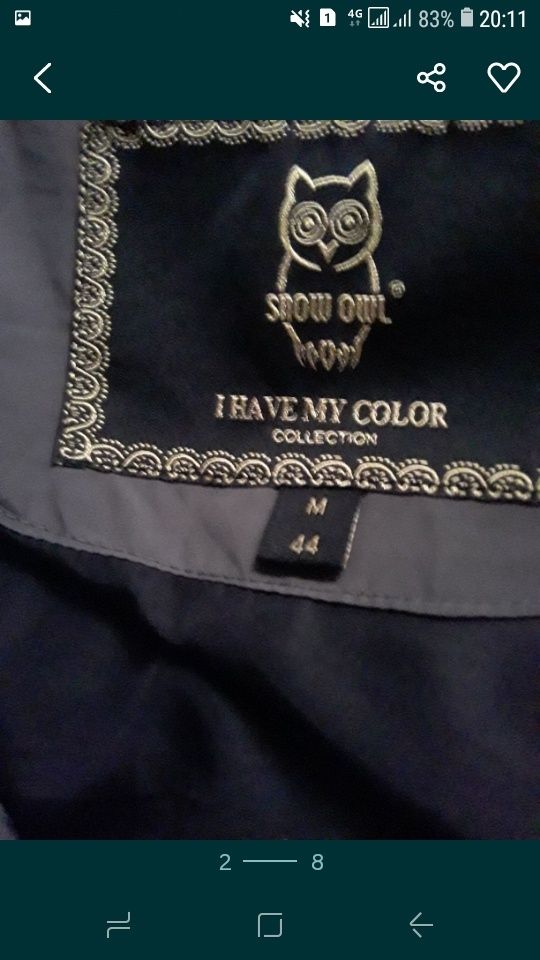 1 4G 83% 20:11
SNOW OWL®
I HAVE MY COLOR
COLLECTION
M
44
2 8